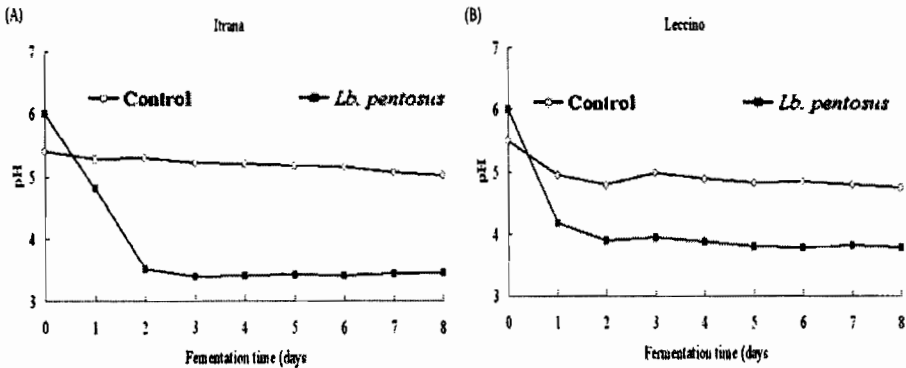 (A)
Itrana
7
6
5
4
3
pH
Control
Lb. pentosus
0 1 2 3 4 5 6 7 8
Fementation time (days
(B)
Leccino
7
6
5
4
3
pH
Control
Lb. pentosus
0 1 2 3 4 5 6 7 8
Fermentation time (days